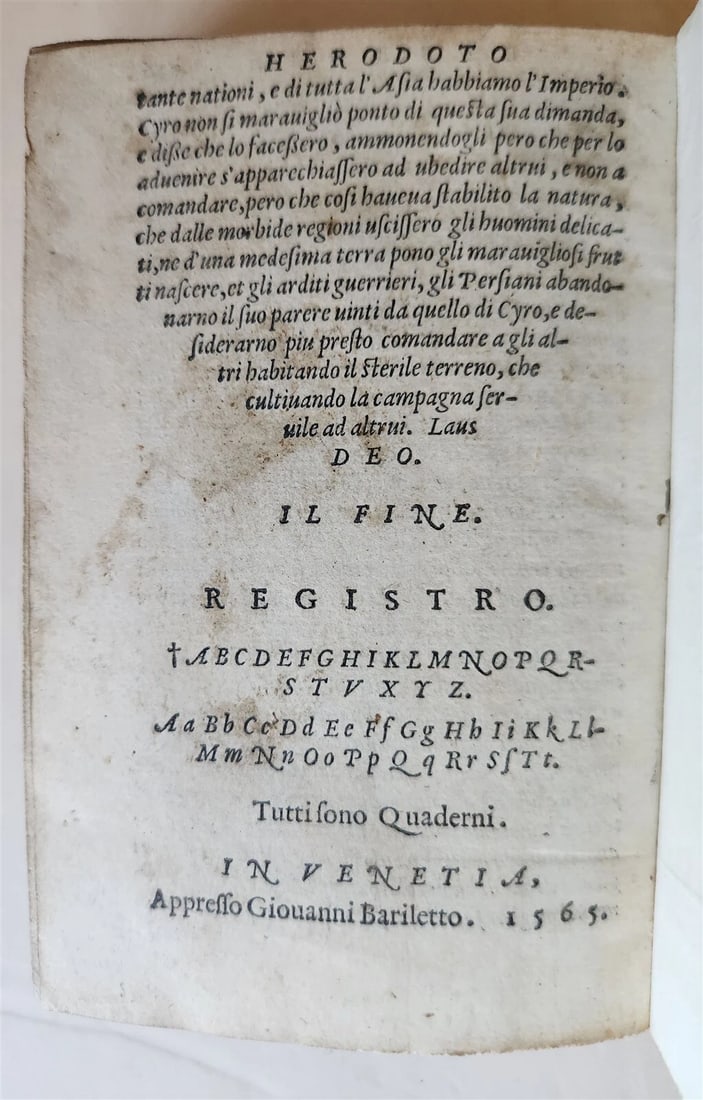 HERODOTO
tante nationi, e di tutta l'Aſia habbiamo l'Imperio.
Cyro non ſi marauigliò ponto di queſta ſua dimanda,
e diſſe che lo faceſſero, ammonendogli pero che per lo
aduenire s'apparechiaſſero ad ubedire altrui, e non a
comandare, pero che coſi haueua ſtabilito la natura,
che dalle morbide regioni uſciſſero gli huomini delica-
ti, ne d'una medeſima terra pono gli marauiglioſi frut
ti naſcere, et gli arditi guerrieri, gli Perſiani abando-
narno il ſuo parere uinti da quello di Cyro, e de-
ſiderarno piu preſto comandare a gli al-
tri habitando il ſterile terreno, che
cultiuando la campagna ſer-
uile ad altrui. Laus
DEO.
IL FINE.
REGISTRO.
†ABCDEFGHIKLMNOPQR-
STVXYZ.
Aa Bb Cc Dd Ee Ff Gg Hh Ii Kk Ll-
Mm Nn Oo Pp Qq Rr Sſ Tt.
Tutti ſono Quaderni.
IN VENETIA,
Appreſſo Giouanni Bariletto. 1565.